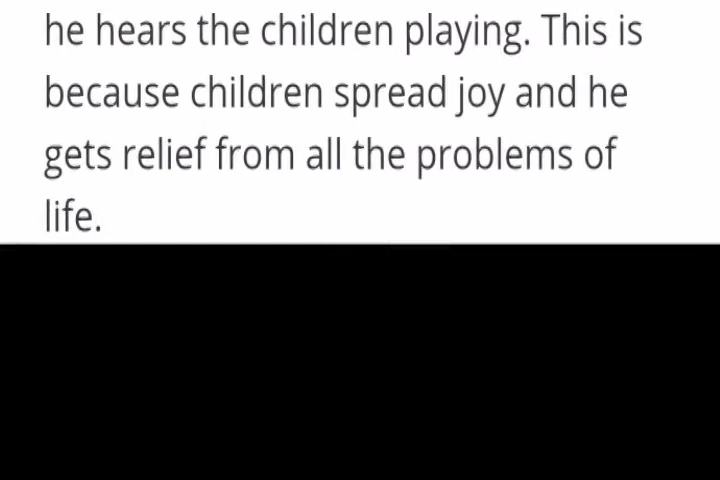 he hears the children playing. This is
because children spread joy and he
gets relief from all the problems of
life.